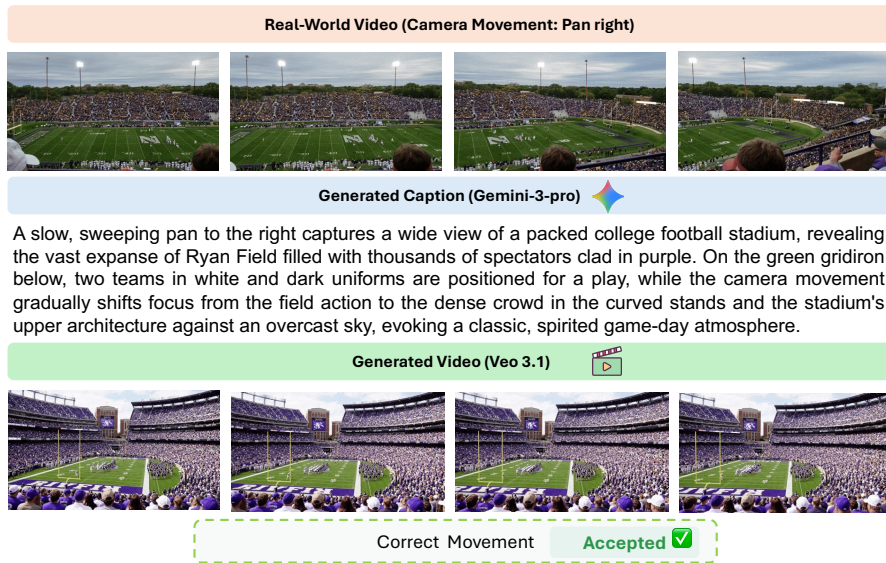 Real-World Video (Camera Movement: Pan right)
Generated Caption (Gemini-3-pro)
A slow, sweeping pan to the right captures a wide view of a packed college football stadium, revealing
the vast expanse of Ryan Field filled with thousands of spectators clad in purple. On the green gridiron
below, two teams in white and dark uniforms are positioned for a play, while the camera movement
gradually shifts focus from the field action to the dense crowd in the curved stands and the stadium's
upper architecture against an overcast sky, evoking a classic, spirited game-day atmosphere.
Generated Video (Veo 3.1)
Correct Movement Accepted